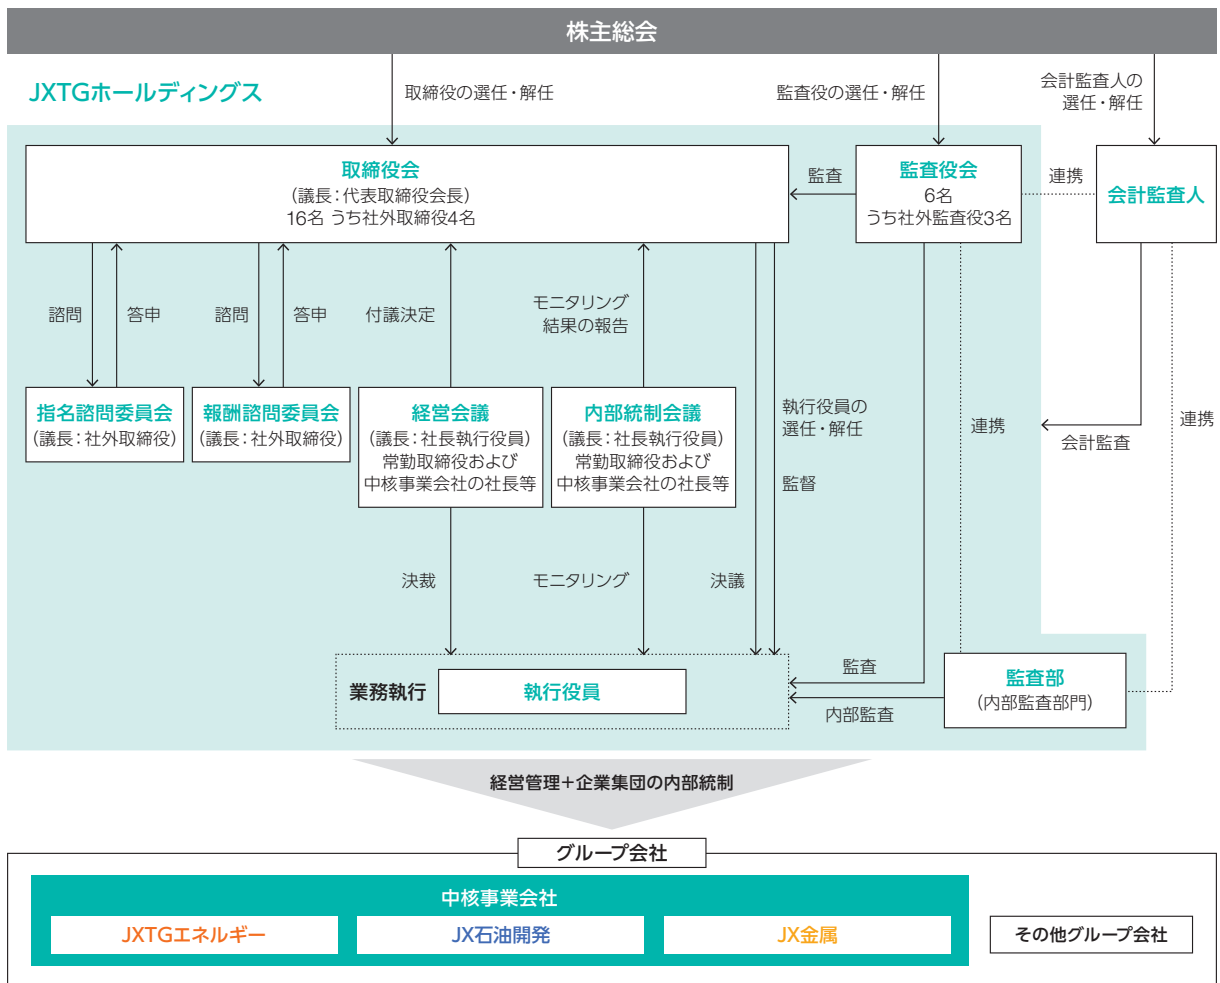 株主総会
JXTGホールディングス
取締役の選任・解任
監査役の選任・解任
会計監査人の
選任・解任
取締役会
(議長：代表取締役会長)
16名 うち社外取締役4名
監査
監査役会
6名
うち社外監査役3名
連携
会計監査人
諮問
答申
諮問
答申
付議決定
モニタリング
結果の報告
指名諮問委員会
(議長：社外取締役)
報酬諮問委員会
(議長：社外取締役)
経営会議
(議長：社長執行役員)
常勤取締役および
中核事業会社の社長等
内部統制会議
(議長：社長執行役員)
常勤取締役および
中核事業会社の社長等
執行役員の
選任・解任
監督
連携
会計監査
連携
決裁
モニタリング
決議
業務執行
執行役員
監査
内部監査
監査部
(内部監査部門)
経営管理＋企業集団の内部統制
グループ会社
中核事業会社
JXTGエネルギー
JX石油開発
JX金属
その他グループ会社